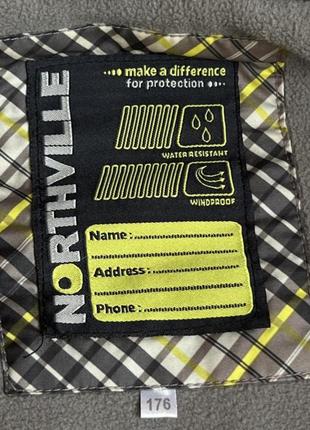 NORTHVILLE
make a difference
for protection
WATER RESISTANT
WINDPROOF
Name :
Address :
Phone :
176